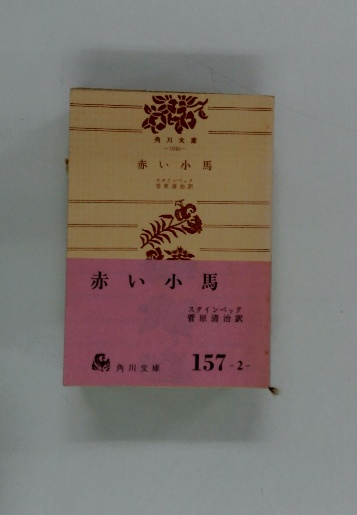 角川文庫
赤い小馬
スタインベック
菅原清治訳
赤い小馬
スタインベック
菅原清治訳
角川文庫
157-2-